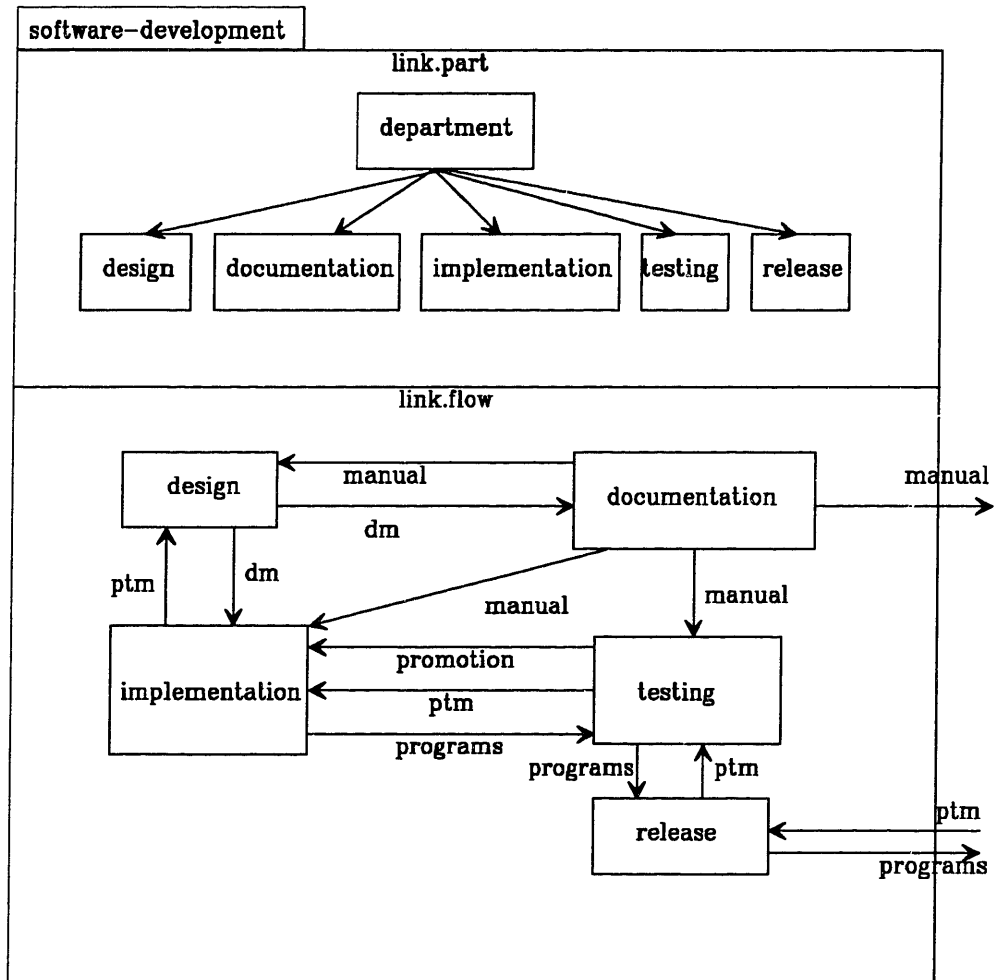 software-development
link.part
department
design
documentation
implementation
testing
release
link.flow
design
manual
documentation
manual
dm
ptm
dm
manual
manual
implementation
promotion
testing
ptm
programs
programs
ptm
release
ptm
programs